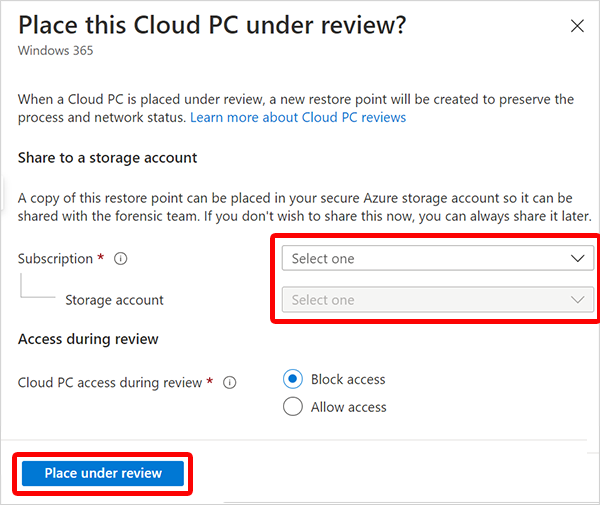 Place this Cloud PC under review?
Windows 365
When a Cloud PC is placed under review, a new restore point will be created to preserve the
process and network status. Learn more about Cloud PC reviews
Share to a storage account
A copy of this restore point can be placed in your secure Azure storage account so it can be
shared with the forensic team. If you don't wish to share this now, you can always share it later.
Subscription * Select one
Storage account Select one
Access during review
Cloud PC access during review * Block access
Allow access
Place under review